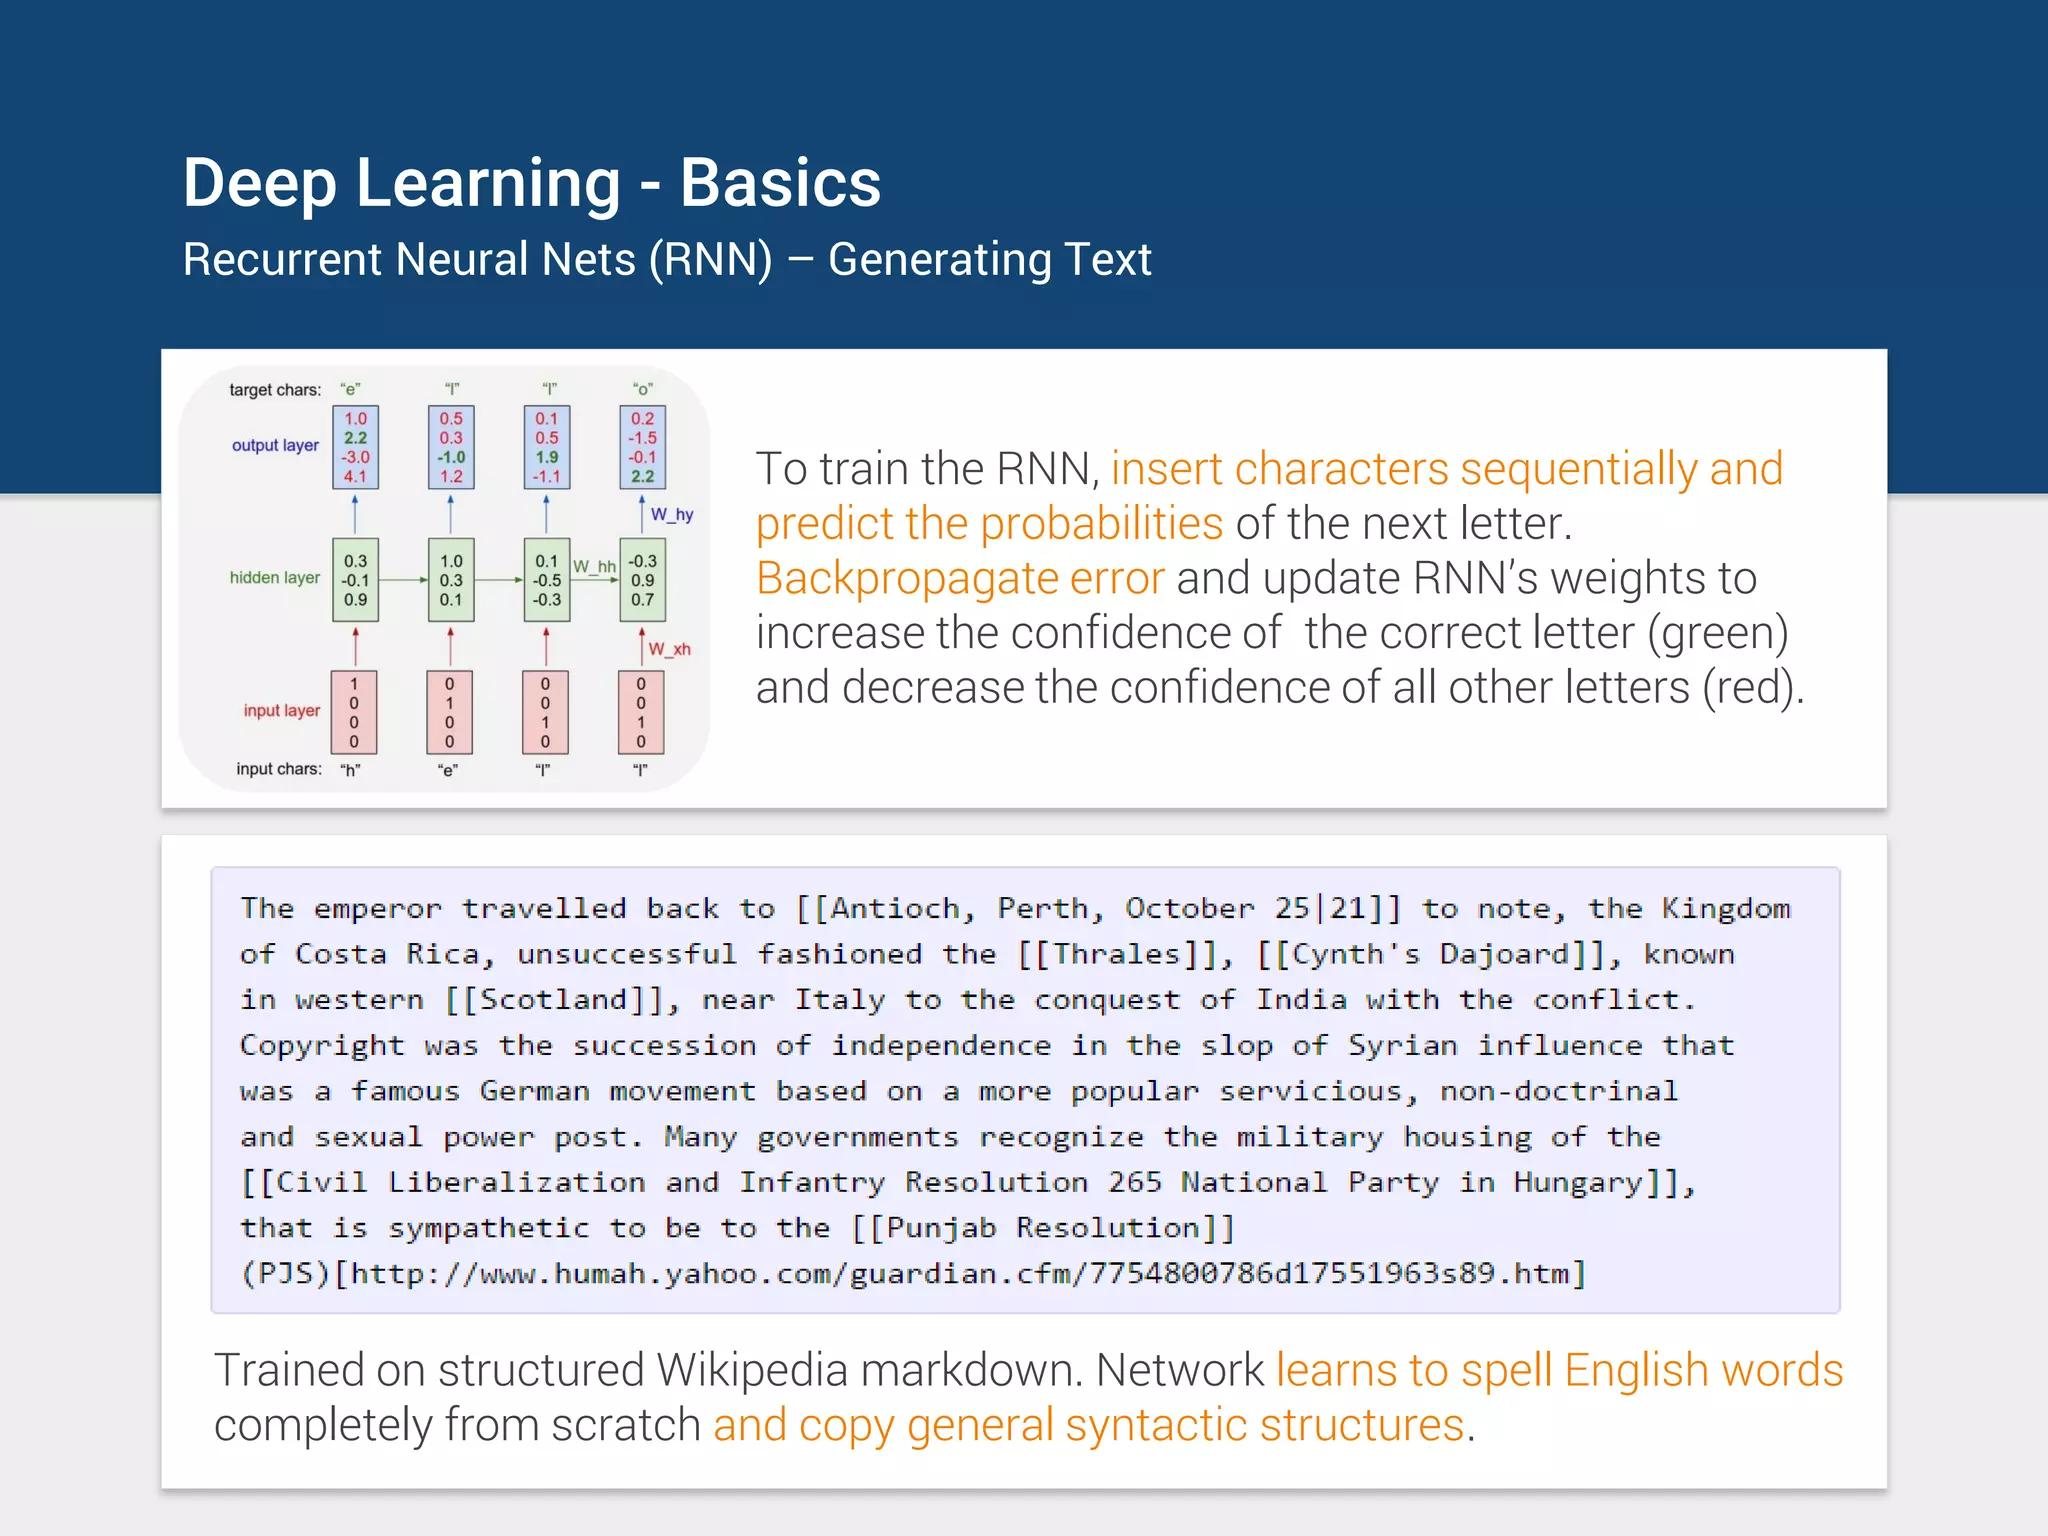 Deep Learning - Basics
Recurrent Neural Nets (RNN) – Generating Text
target chars: “e” “l” “l” “o”
output layer
1.0 0.5 0.1 0.2
2.2 0.3 0.5 -1.5
-3.0 -1.0 1.9 -0.1
4.1 1.2 -1.1 2.2
W_hy
hidden layer
0.3 1.0 0.1 -0.3
-0.1 0.3 -0.5 0.9
0.9 0.1 -0.3 0.7
W_hh
W_xh
input layer
1 0 0 0
0 1 0 0
0 0 1 1
0 0 0 0
input chars: “h” “e” “l” “l”
To train the RNN, insert characters sequentially and
predict the probabilities of the next letter.
Backpropagate error and update RNN’s weights to
increase the confidence of the correct letter (green)
and decrease the confidence of all other letters (red).
The emperor travelled back to [[Antioch, Perth, October 25|21]] to note, the Kingdom
of Costa Rica, unsuccessful fashioned the [[Thrales]], [[Cynth's Dajoard]], known
in western [[Scotland]], near Italy to the conquest of India with the conflict.
Copyright was the succession of independence in the slop of Syrian influence that
was a famous German movement based on a more popular servicious, non-doctrinal
and sexual power post. Many governments recognize the military housing of the
[[Civil Liberalization and Infantry Resolution 265 National Party in Hungary]],
that is sympathetic to be to the [[Punjab Resolution]]
(PJS)[http://www.humah.yahoo.com/guardian.cfm/7754800786d17551963s89.htm]
Trained on structured Wikipedia markdown. Network learns to spell English words
completely from scratch and copy general syntactic structures.